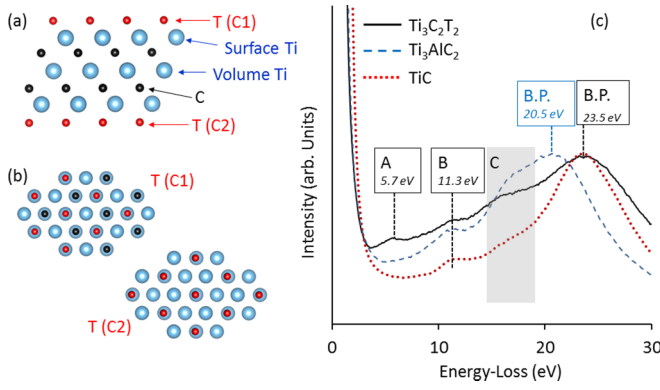 (a)
T (C1)
Surface Ti
Volume Ti
C
T (C2)
(b)
T (C1)
T (C2)
(c)
Ti₃C₂T₂
Ti₃AlC₂
TiC
B.P.
20.5 eV
B.P.
23.5 eV
A
5.7 eV
B
11.3 eV
C
Intensity (arb. Units)
0
10
20
30
Energy-Loss (eV)